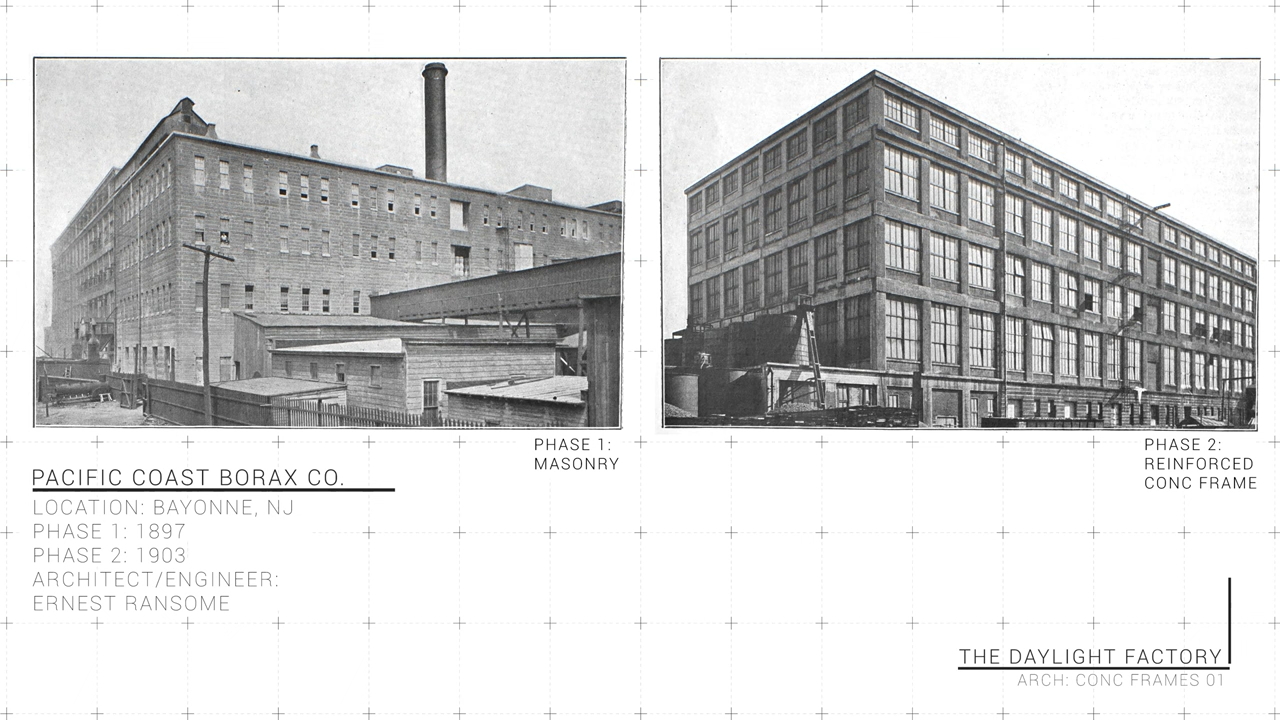 PHASE 1:
MASONRY
PHASE 2:
REINFORCED
CONC FRAME
PACIFIC COAST BORAX CO.
LOCATION: BAYONNE, NJ
PHASE 1: 1897
PHASE 2: 1903
ARCHITECT/ENGINEER:
ERNEST RANSOME
THE DAYLIGHT FACTORY
ARCH: CONC FRAMES 01